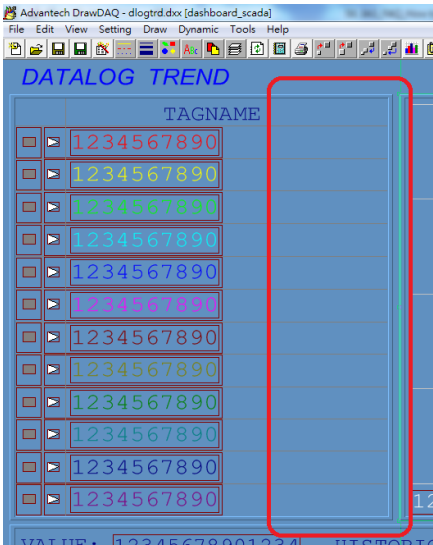 Advantech DrawDAQ - dlogtrd.dxx [dashboard_scada]
File Edit View Setting Draw Dynamic Tools Help
DATALOG TREND
TAGNAME
1234567890
1234567890
1234567890
1234567890
1234567890
1234567890
1234567890
1234567890
1234567890
1234567890
1234567890
1234567890
12
VALUE: 12345678901234 HISTORIC